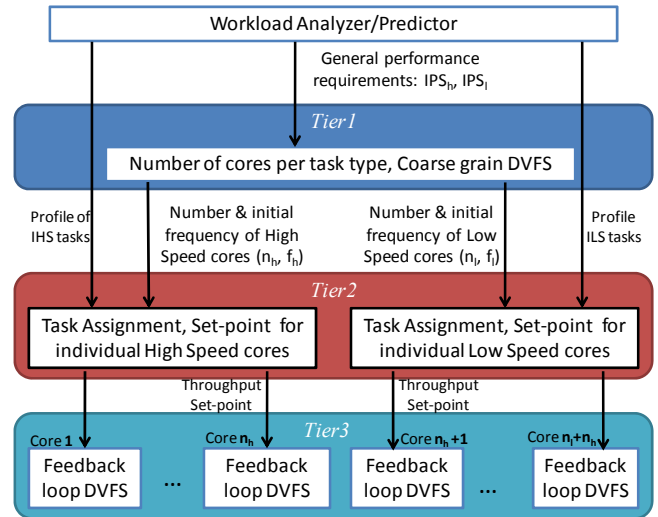 Workload Analyzer/Predictor
General performance
requirements: IPSh, IPSl
Tier1
Number of cores per task type, Coarse grain DVFS
Profile of
IHS tasks
Number & initial
frequency of High
Speed cores (nh, fh)
Number & initial
frequency of Low
Speed cores (nl, fl)
Profile
ILS tasks
Tier2
Task Assignment, Set-point for
individual High Speed cores
Task Assignment, Set-point for
individual Low Speed cores
Throughput
Set-point
Throughput
Set-point
Tier3
Core 1
Core nh
Core nh+1
Core nl+nh
Feedback
loop DVFS
...
Feedback
loop DVFS
Feedback
loop DVFS
...
Feedback
loop DVFS